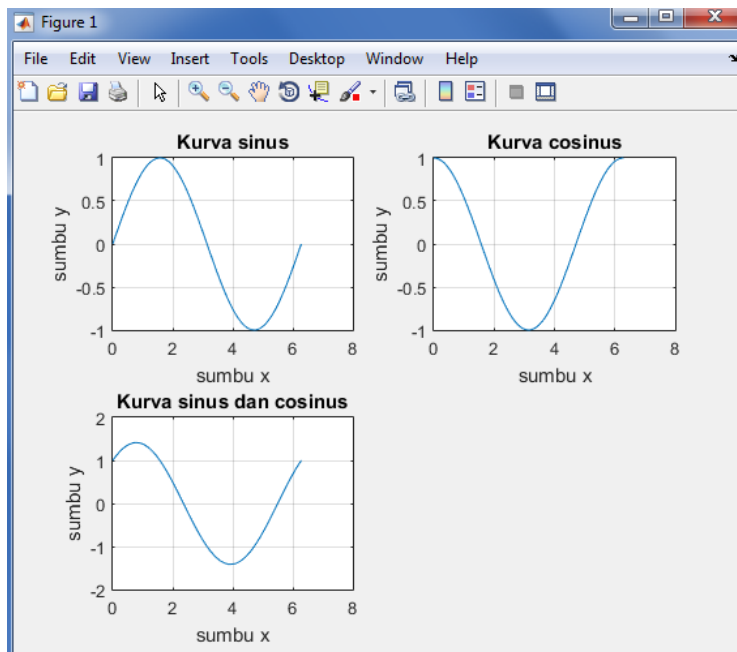 Figure 1
File Edit View Insert Tools Desktop Window Help
Kurva sinus
1
0.5
0
-0.5
-1
sumbu y
0 2 4 6 8
sumbu x
Kurva cosinus
1
0.5
0
-0.5
-1
sumbu y
0 2 4 6 8
sumbu x
Kurva sinus dan cosinus
2
1
0
-1
-2
sumbu y
0 2 4 6 8
sumbu x